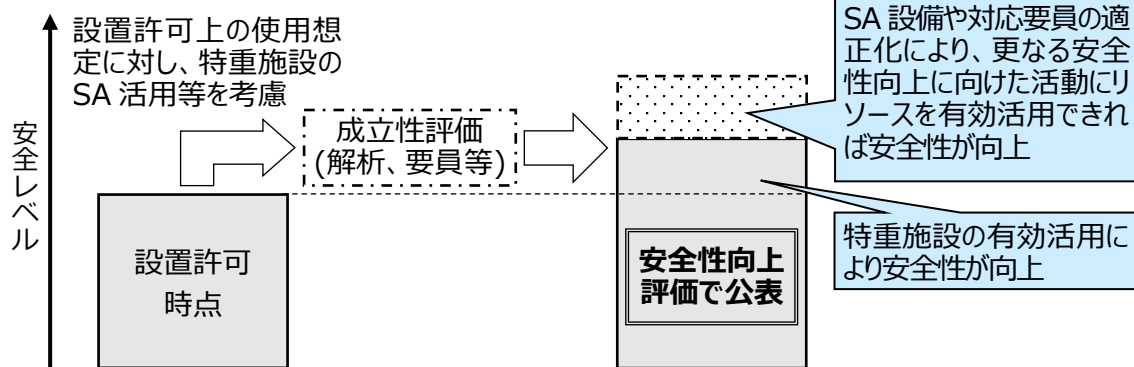 設置許可上の使用想
定に対し、特重施設の
SA 活用等を考慮
安全レベル
成立性評価
(解析、要員等)
設置許可
時点
安全性向上
評価で公表
SA 設備や対応要員の適
正化により、更なる安全
性向上に向けた活動にリ
ソースを有効活用できれ
ば安全性が向上
特重施設の有効活用に
より安全性が向上